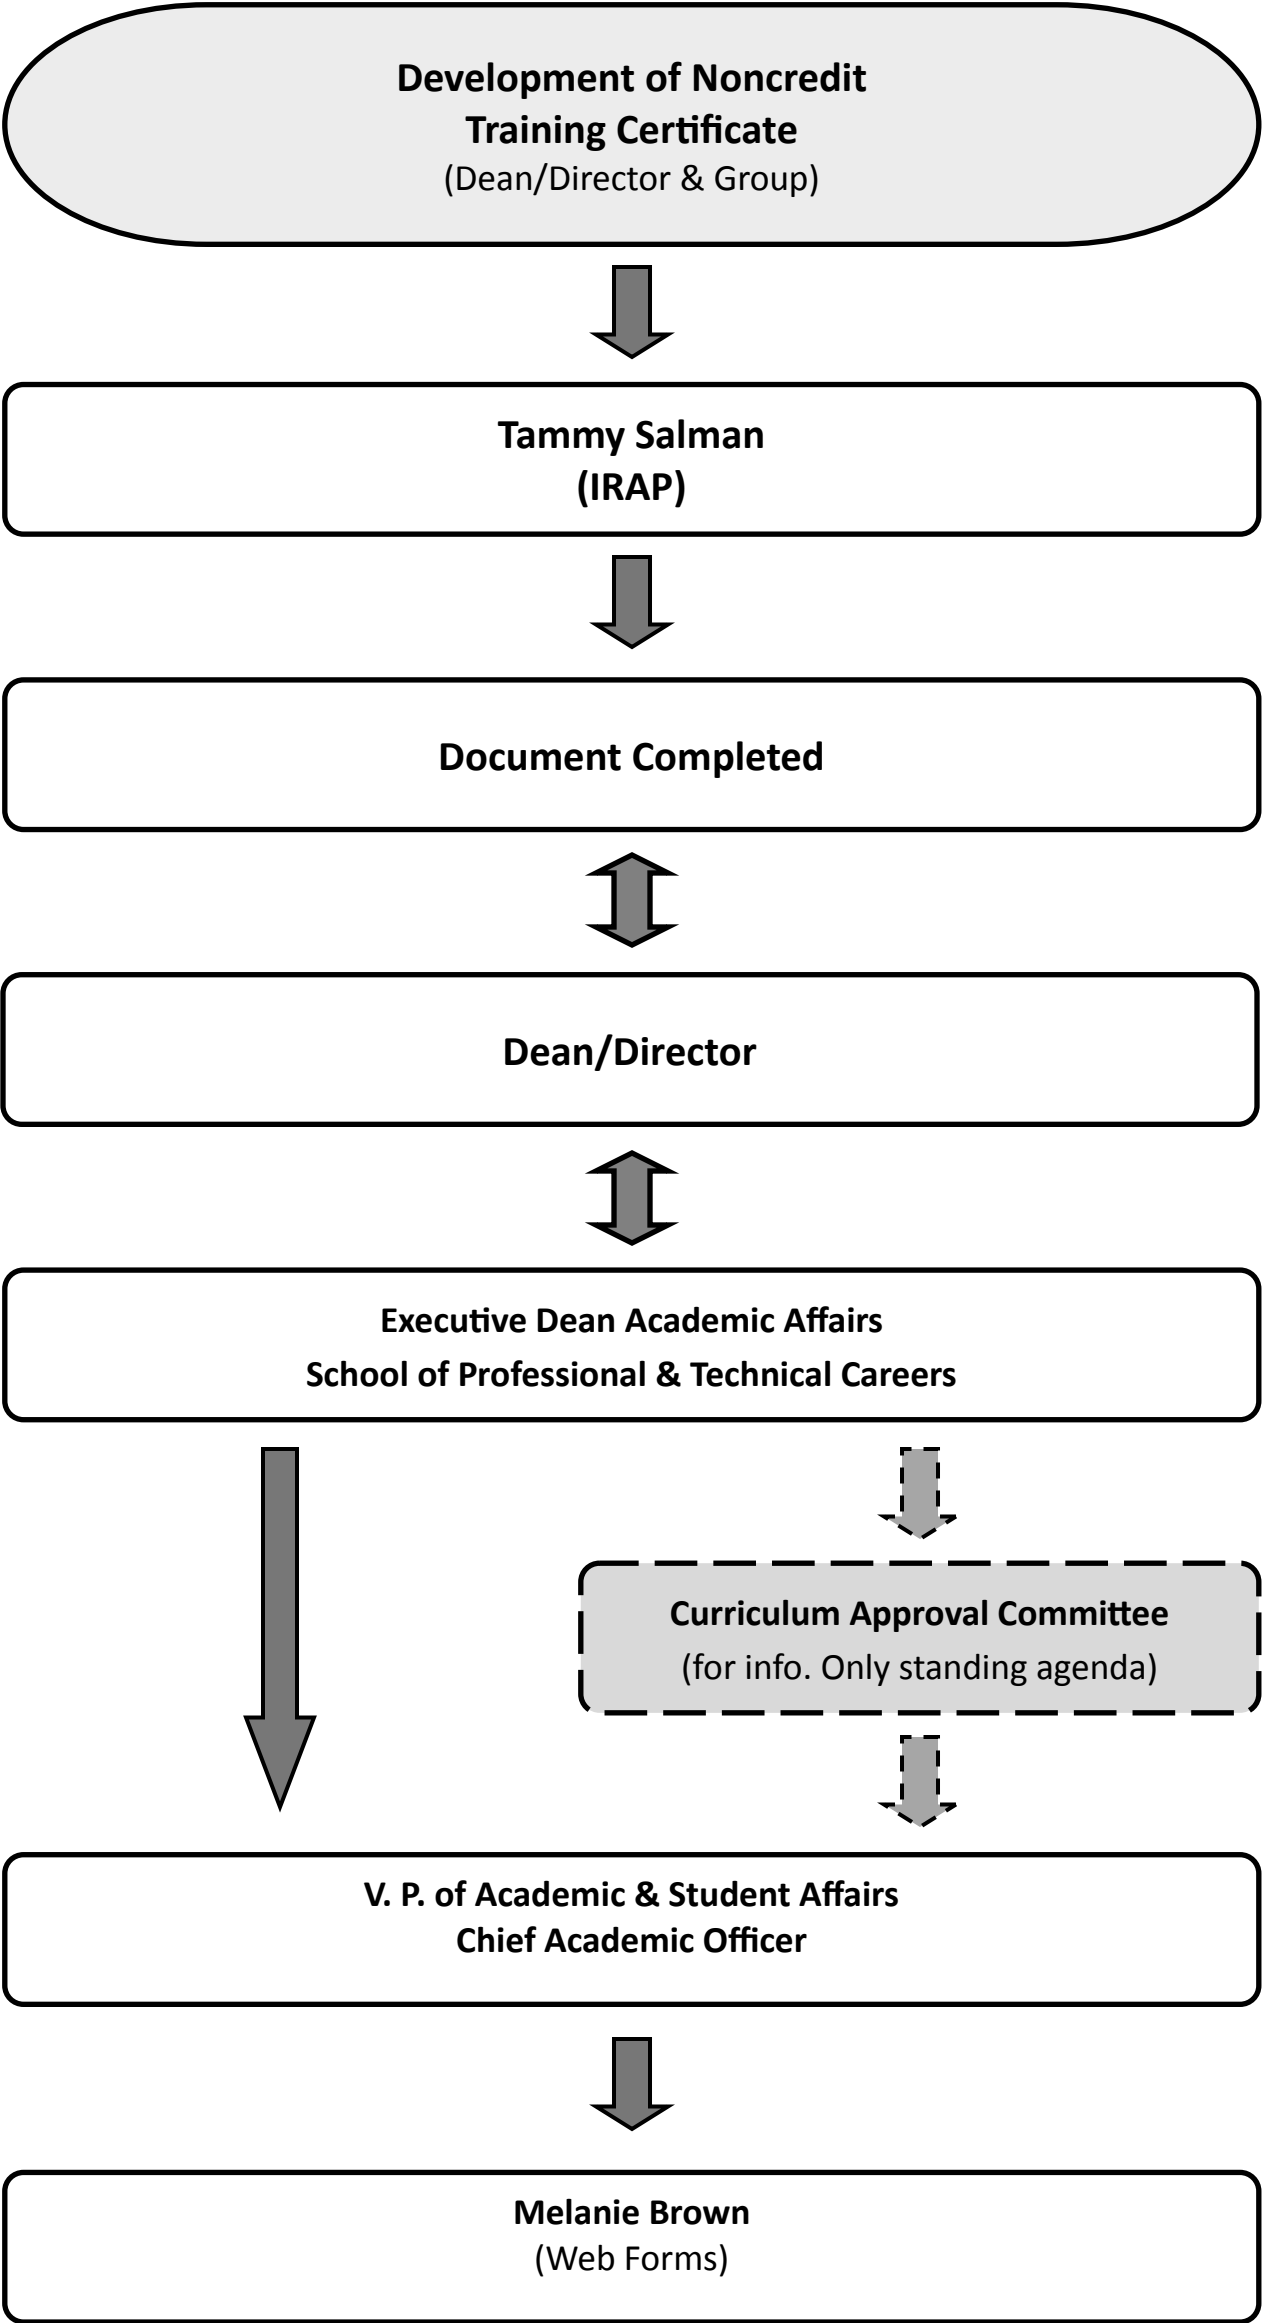 Development of Noncredit
Training Certificate
(Dean/Director & Group)
Tammy Salman
(IRAP)
Document Completed
Dean/Director
Executive Dean Academic Affairs
School of Professional & Technical Careers
Curriculum Approval Committee
(for info. Only standing agenda)
V. P. of Academic & Student Affairs
Chief Academic Officer
Melanie Brown
(Web Forms)